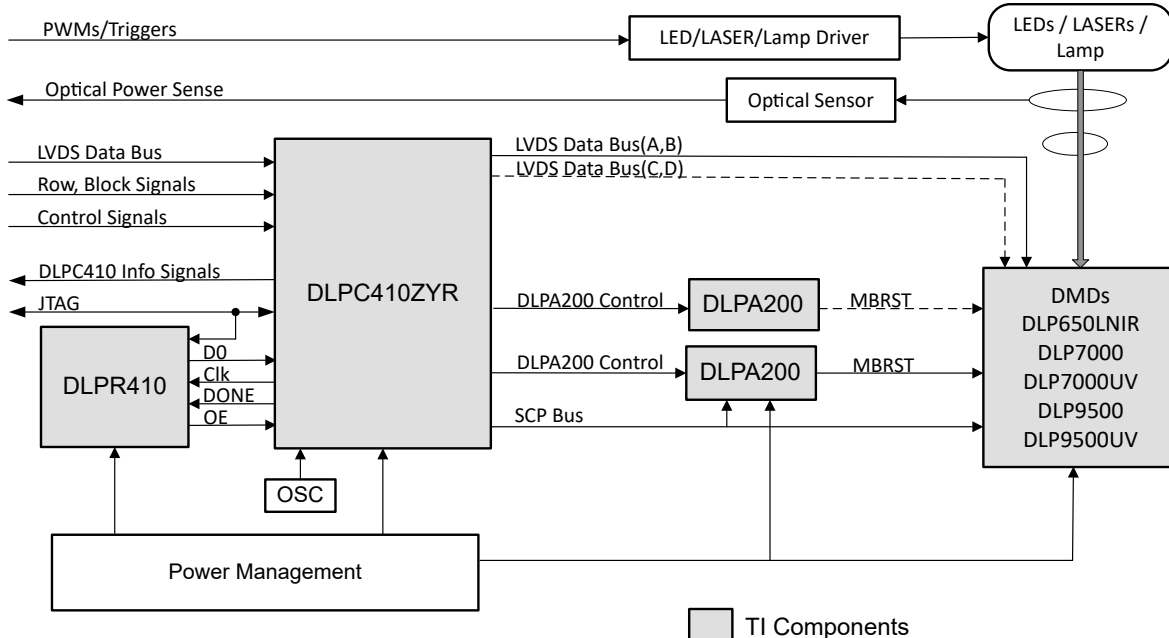 PWMs/Triggers
LED/LASER/Lamp Driver
LEDs / LASERs /
Lamp
Optical Power Sense
Optical Sensor
LVDS Data Bus
Row, Block Signals
Control Signals
DLPC410 Info Signals
JTAG
DLPR410
D0
Clk
DONE
OE
DLPC410ZYR
OSC
LVDS Data Bus(A,B)
LVDS Data Bus(C,D)
DLPA200 Control
DLPA200
MBRST
DLPA200 Control
DLPA200
MBRST
SCP Bus
DMDs
DLP650LNIR
DLP7000
DLP7000UV
DLP9500
DLP9500UV
Power Management
TI Components